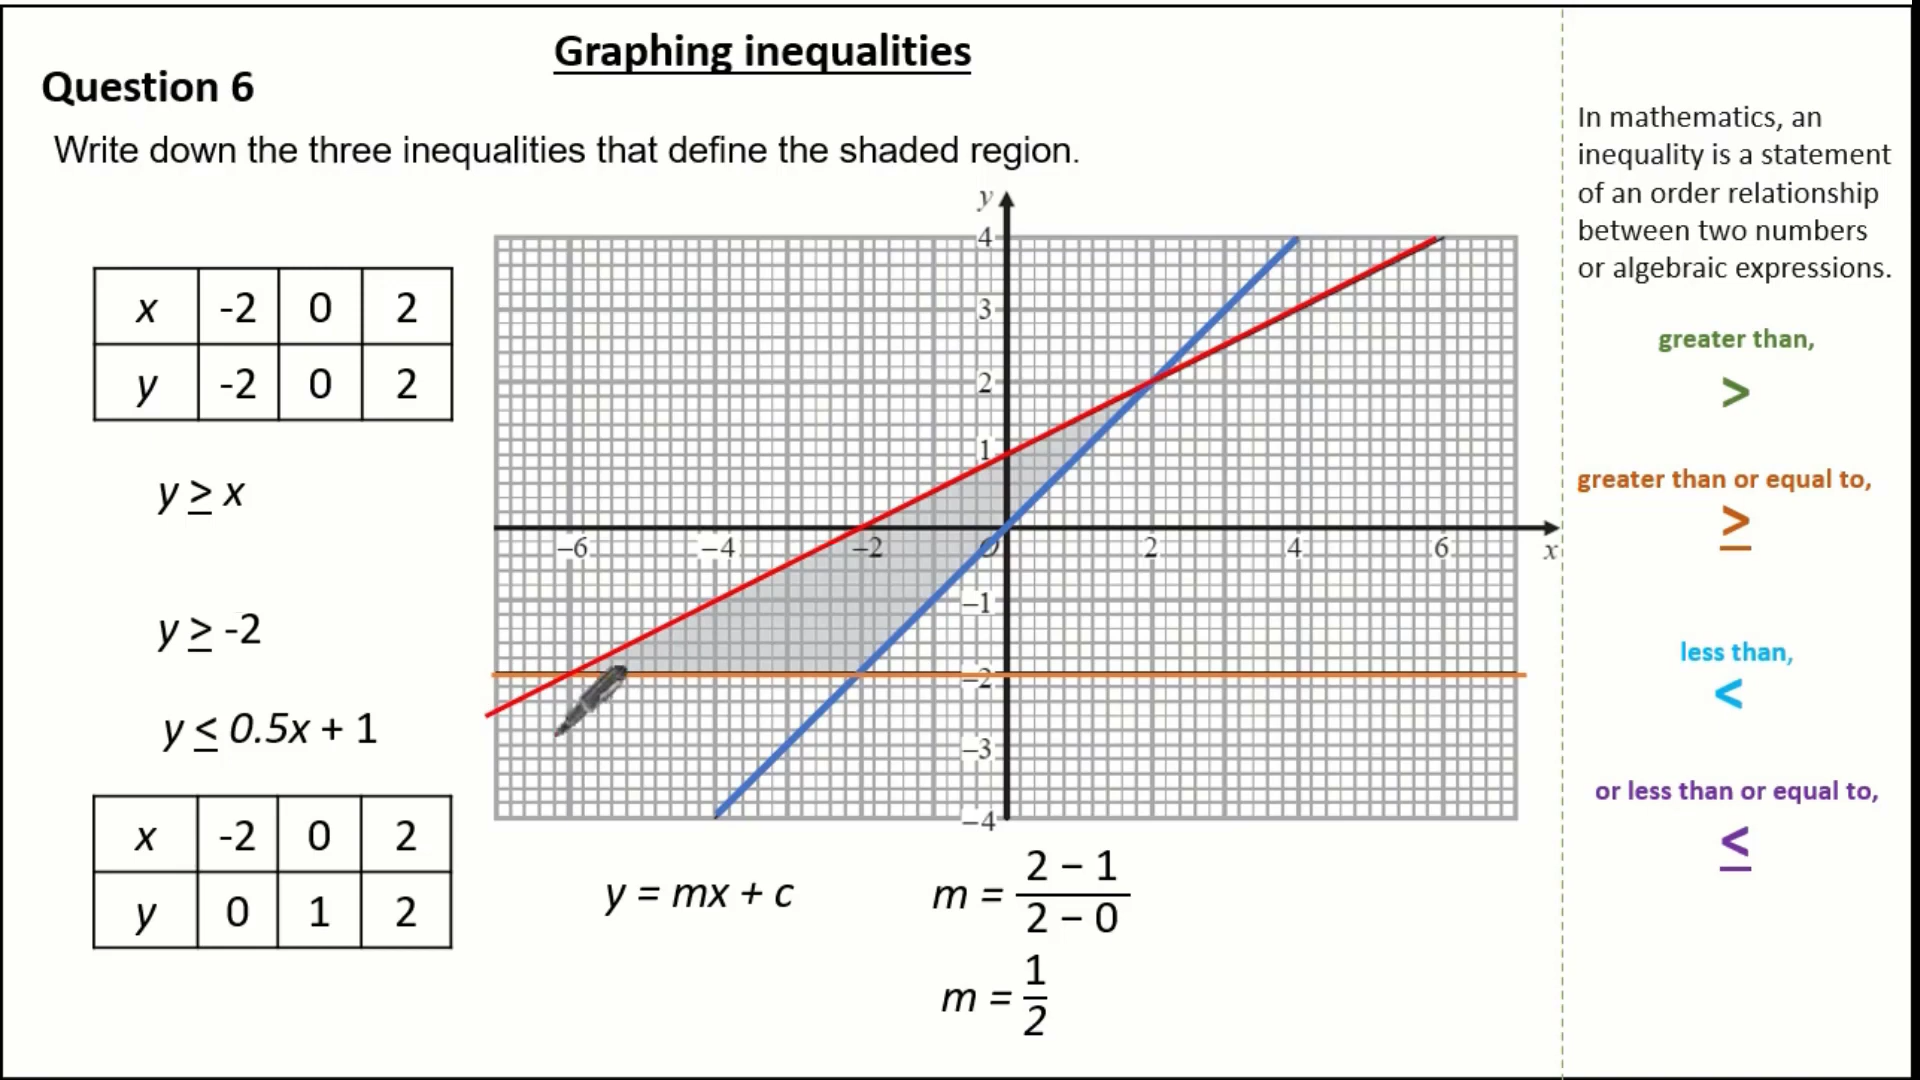 Graphing inequalities
Question 6
Write down the three inequalities that define the shaded region.
x -2 0 2
y -2 0 2
y ≥ x
y ≥ -2
y ≤ 0.5x + 1
x -2 0 2
y 0 1 2
y
4
3
2
1
–6 –4 –2 O 2 4 6 x
–1
–2
–3
–4
y = mx + c
m = 2 − 1 / 2 − 0
m = 1/2
In mathematics, an
inequality is a statement
of an order relationship
between two numbers
or algebraic expressions.
greater than,
>
greater than or equal to,
≥
less than,
<
or less than or equal to,
≤